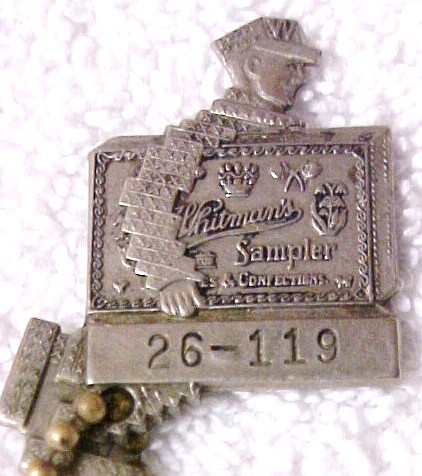 W
Whitman's
Sampler
& CONFECTIONS
26-119